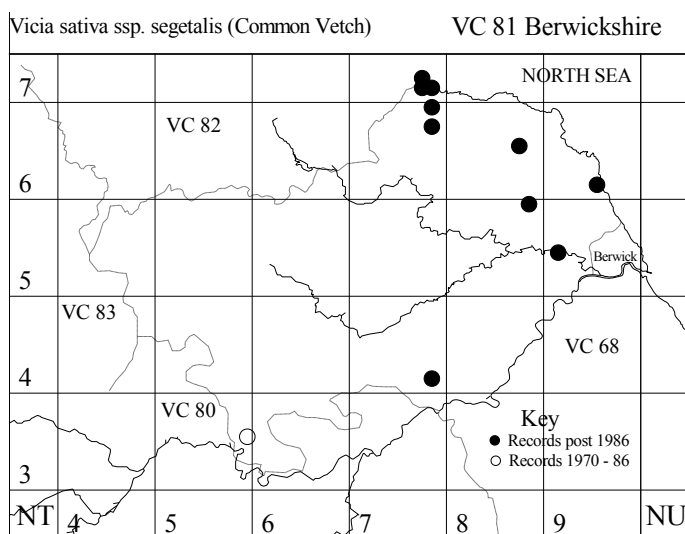 Vicia sativa ssp. segetalis (Common Vetch) VC 81 Berwickshire
NORTH SEA
7
VC 82
6
Berwick
5
VC 83
VC 68
4
VC 80
Key
Records post 1986
Records 1970 - 86
3
NT 4 5 6 7 8 9 NU